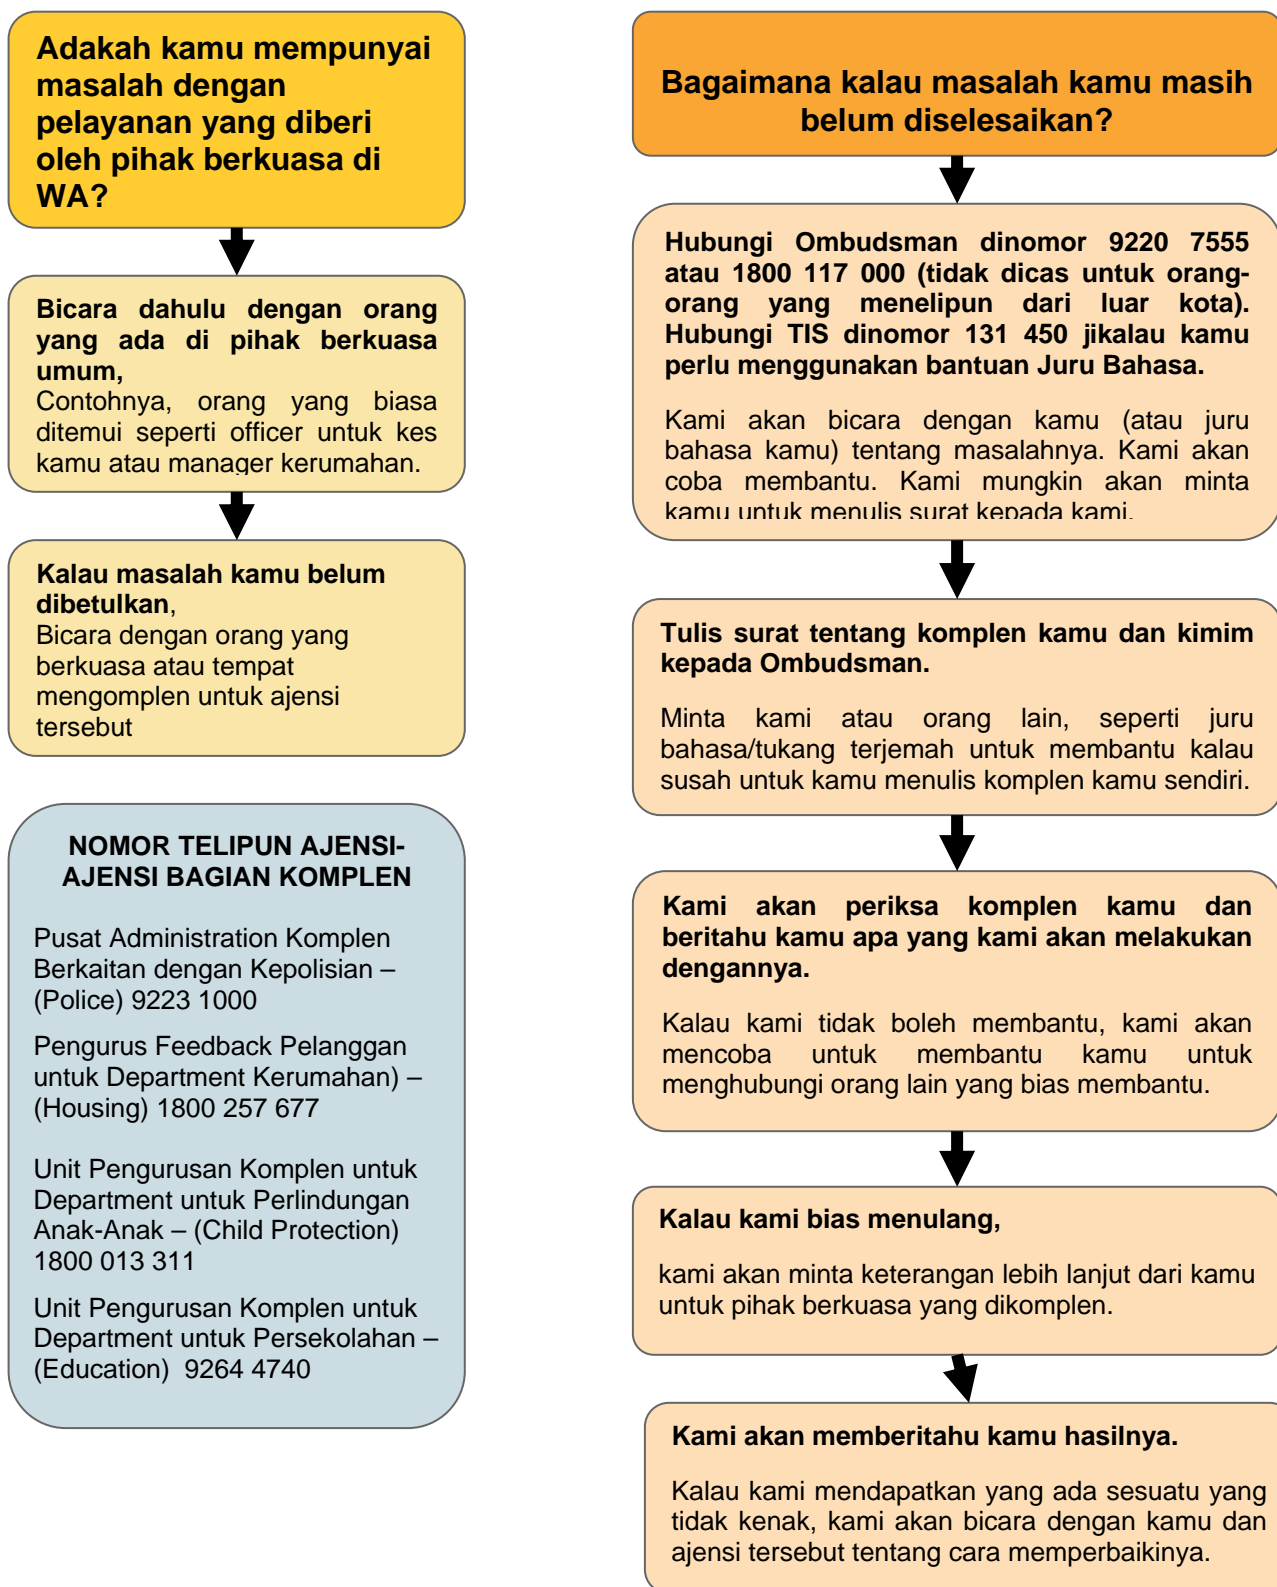 Adakah kamu mempunyai
masalah dengan
pelayanan yang diberi
oleh pihak berkuasa di
WA?
Bicara dahulu dengan orang
yang ada di pihak berkuasa
umum,
Contohnya, orang yang biasa
ditemui seperti officer untuk kes
kamu atau manager kerumahan.
Kalau masalah kamu belum
dibetulkan,
Bicara dengan orang yang
berkuasa atau tempat
mengomplen untuk ajensi
tersebut
NOMOR TELIPUN AJENSI-
AJENSI BAGIAN KOMPLEN
Pusat Administration Komplen
Berkaitan dengan Kepolisian –
(Police) 9223 1000
Pengurus Feedback Pelanggan
untuk Department Kerumahan) –
(Housing) 1800 257 677
Unit Pengurusan Komplen untuk
Department untuk Perlindungan
Anak-Anak – (Child Protection)
1800 013 311
Unit Pengurusan Komplen untuk
Department untuk Persekolahan –
(Education) 9264 4740
Bagaimana kalau masalah kamu masih
belum diselesaikan?
Hubungi Ombudsman dinomor 9220 7555
atau 1800 117 000 (tidak dicas untuk orang-
orang yang menelipun dari luar kota).
Hubungi TIS dinomor 131 450 jikalau kamu
perlu menggunakan bantuan Juru Bahasa.
Kami akan bicara dengan kamu (atau juru
bahasa kamu) tentang masalahnya. Kami akan
coba membantu. Kami mungkin akan minta
kamu untuk menulis surat kepada kami.
Tulis surat tentang komplen kamu dan kimim
kepada Ombudsman.
Minta kami atau orang lain, seperti juru
bahasa/tukang terjemah untuk membantu kalau
susah untuk kamu menulis komplen kamu sendiri.
Kami akan periksa komplen kamu dan
beritahu kamu apa yang kami akan melakukan
dengannya.
Kalau kami tidak boleh membantu, kami akan
mencoba untuk membantu kamu untuk
menghubungi orang lain yang bias membantu.
Kalau kami bias menulang,
kami akan minta keterangan lebih lanjut dari kamu
untuk pihak berkuasa yang dikomplen.
Kami akan memberitahu kamu hasilnya.
Kalau kami mendapatkan yang ada sesuatu yang
tidak kenak, kami akan bicara dengan kamu dan
ajensi tersebut tentang cara memperbaikinya.